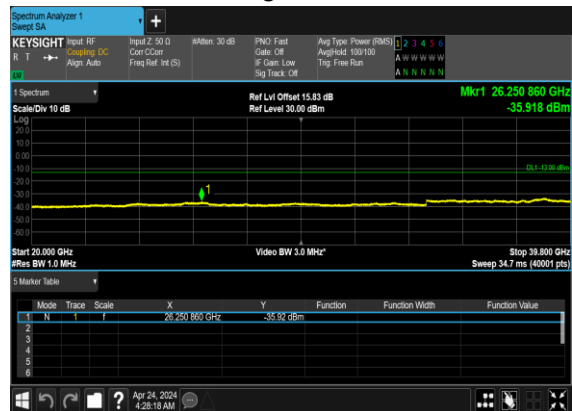 Spectrum Analyzer 1
Swept SA
+
KEYSIGHT Input: RF Input Z: 50 Ω #Atten: 30 dB PNO: Fast Avg Type: Power (RMS) 1 2 3 4 5 6
R T Coupling: DC Corr CCorr Gate: Off Avg|Hold: 100/100 A W W W W W
Align: Auto Freq Ref: Int (S) IF Gain: Low Trig: Free Run
LW Sig Track: Off A N N N N N
1 Spectrum Ref Lvl Offset 15.83 dB Mkr1 26.250 860 GHz
Scale/Div 10 dB Ref Level 30.00 dBm -35.918 dBm
Log
20.0
10.0
0.00
-10.0
DL1 -13.00 dBm
-20.0
-30.0
1
-40.0
-50.0
-60.0
Start 20.000 GHz Video BW 3.0 MHz* Stop 39.800 GHz
#Res BW 1.0 MHz Sweep 34.7 ms (40001 pts)
5 Marker Table
Mode Trace Scale X Y Function Function Width Function Value
1 N 1 f 26.250 860 GHz -35.92 dBm
2
3
4
5
6
? Apr 24, 2024
4:28:18 AM